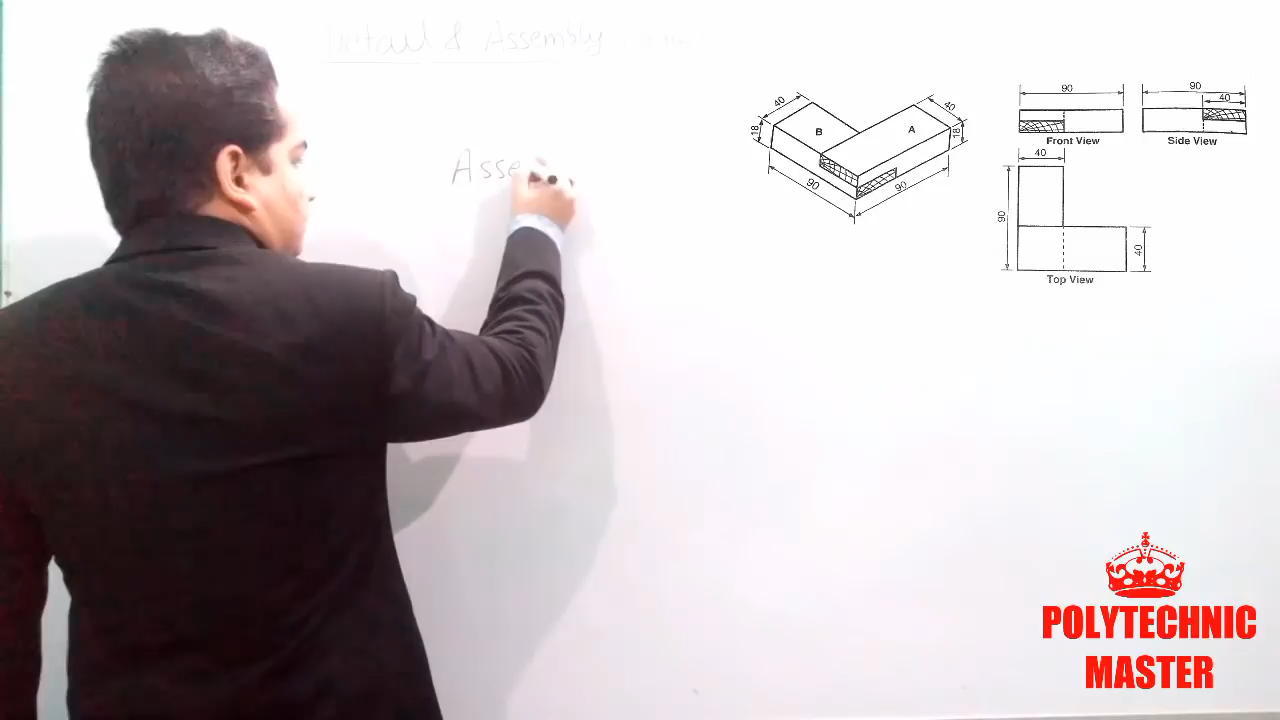 Detail & Assembly
Asse
40
40
18
B
A
18
90
90
90
90
40
Front View
Side View
40
90
40
Top View
POLYTECHNIC
MASTER